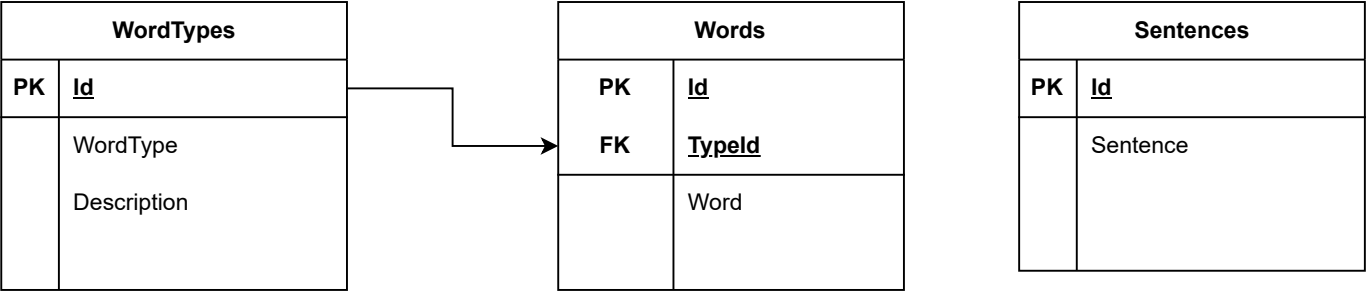 WordTypes
PK Id
WordType
Description
Words
PK Id
FK TypeId
Word
Sentences
PK Id
Sentence